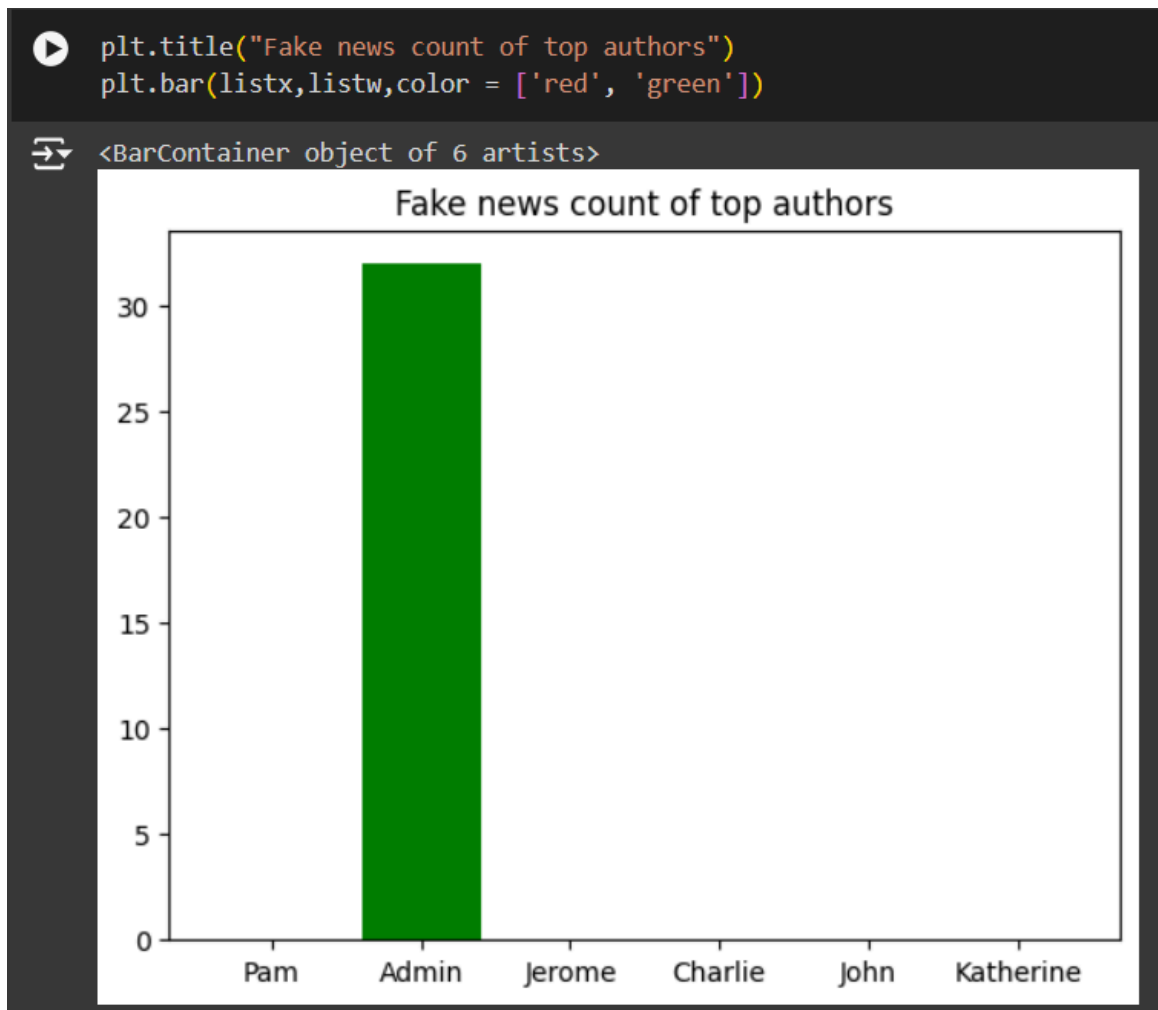 plt.title("Fake news count of top authors")
plt.bar(listx,listw,color = ['red', 'green'])
<BarContainer object of 6 artists>
Fake news count of top authors
30
25
20
15
10
5
0
Pam Admin Jerome Charlie John Katherine